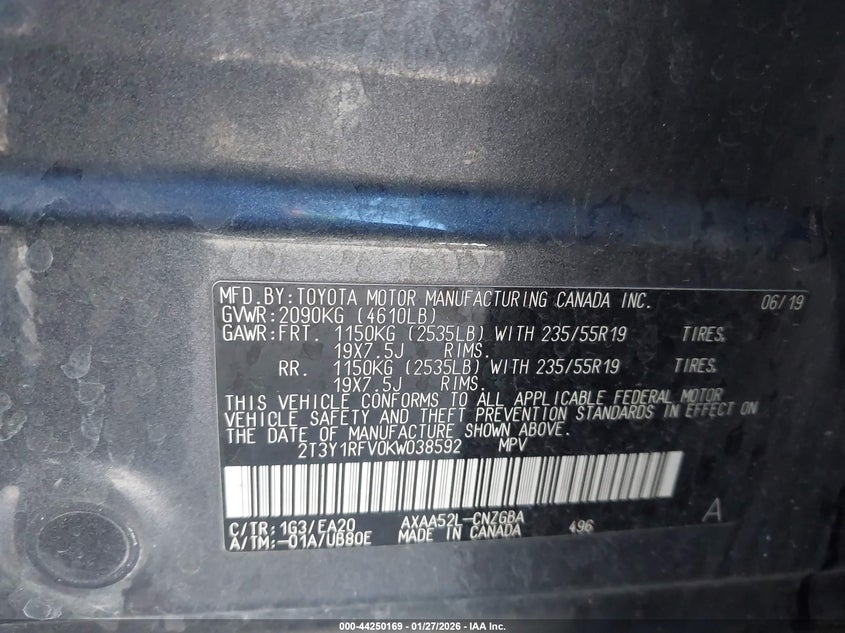 MFD.BY:TOYOTA MOTOR MANUFACTURING CANADA INC. 06/19
GVWR:2090KG (4610LB)
GAWR:FRT. 1150KG (2535LB) WITH 235/55R19 TIRES.
19X7.5J RIMS.
RR. 1150KG (2535LB) WITH 235/55R19 TIRES.
19X7.5J RIMS.
THIS VEHICLE CONFORMS TO ALL APPLICABLE FEDERAL MOTOR
VEHICLE SAFETY AND THEFT PREVENTION STANDARDS IN EFFECT ON
THE DATE OF MANUFACTURE SHOWN ABOVE.
2T3Y1RFV0KW038592 MPV
C/TR:1G3/EA20 AXAA52L-CNZGBA 496 A
A/TM:-01A/UB80E MADE IN CANADA
000-44250169 - 01/27/2026 - IAA Inc.